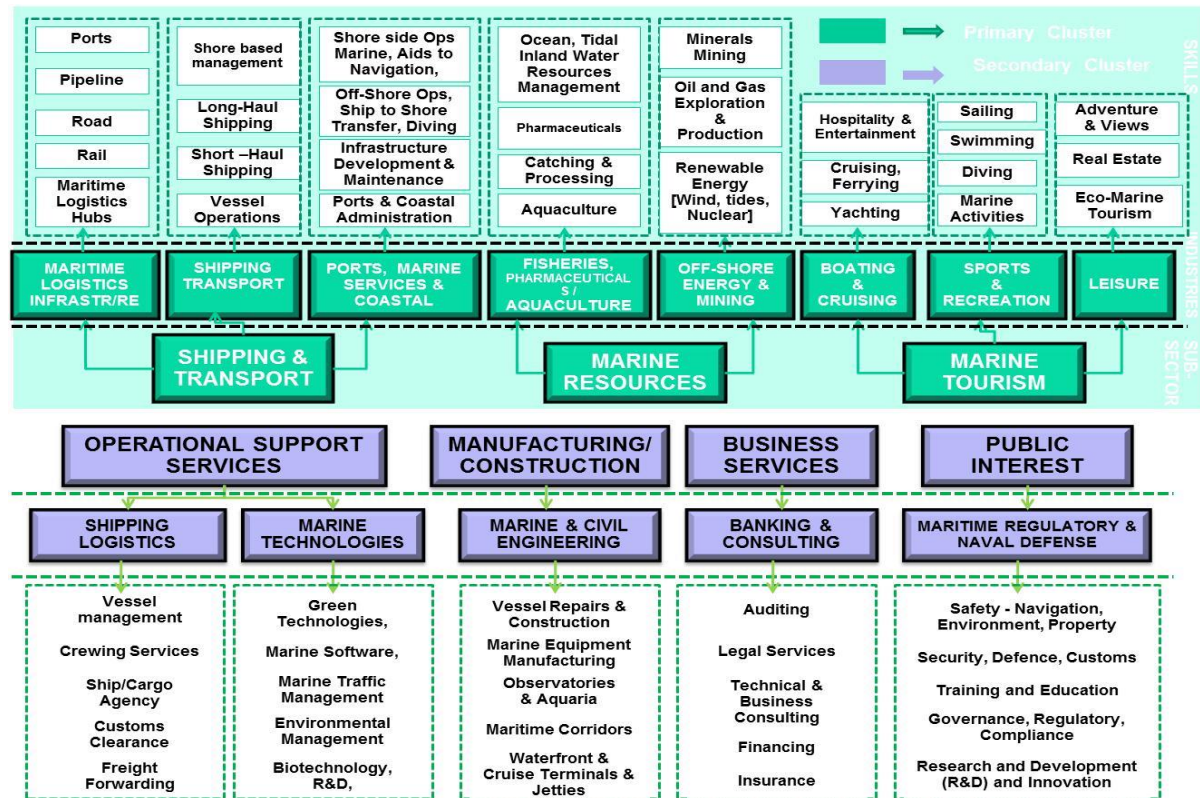 Ports
Pipeline
Road
Rail
Maritime
Logistics
Hubs
Shore based
management
Long-Haul
Shipping
Short –Haul
Shipping
Vessel
Operations
Shore side Ops
Marine, Aids to
Navigation,
Off-Shore Ops,
Ship to Shore
Transfer, Diving
Infrastructure
Development &
Maintenance
Ports & Coastal
Administration
Ocean, Tidal
Inland Water
Resources
Management
Pharmaceuticals
Catching &
Processing
Aquaculture
Minerals
Mining
Oil and Gas
Exploration
&
Production
Renewable
Energy
[Wind, tides,
Nuclear]
Primary Cluster
Secondary Cluster
SKILLS
Hospitality &
Entertainment
Cruising,
Ferrying
Yachting
Sailing
Swimming
Diving
Marine
Activities
Adventure
& Views
Real Estate
Eco-Marine
Tourism
MARITIME
LOGISTICS
INFRASTR/RE
SHIPPING
TRANSPORT
PORTS, MARINE
SERVICES &
COASTAL
FISHERIES,
PHARMACEUTICAL
S /
AQUACULTURE
OFF-SHORE
ENERGY &
MINING
BOATING
&
CRUISING
SPORTS
&
RECREATION
LEISURE
INDUSTRIES
SHIPPING &
TRANSPORT
MARINE
RESOURCES
MARINE
TOURISM
SUB-
SECTOR
OPERATIONAL SUPPORT
SERVICES
MANUFACTURING/
CONSTRUCTION
BUSINESS
SERVICES
PUBLIC
INTEREST
SHIPPING
LOGISTICS
MARINE
TECHNOLOGIES
MARINE & CIVIL
ENGINEERING
BANKING &
CONSULTING
MARITIME REGULATORY &
NAVAL DEFENSE
Vessel
management
Crewing Services
Ship/Cargo
Agency
Customs
Clearance
Freight
Forwarding
Green
Technologies,
Marine Software,
Marine Traffic
Management
Environmental
Management
Biotechnology,
R&D,
Vessel Repairs &
Construction
Marine Equipment
Manufacturing
Observatories
& Aquaria
Maritime Corridors
Waterfront &
Cruise Terminals &
Jetties
Auditing
Legal Services
Technical &
Business
Consulting
Financing
Insurance
Safety - Navigation,
Environment, Property
Security, Defence, Customs
Training and Education
Governance, Regulatory,
Compliance
Research and Development
(R&D) and Innovation